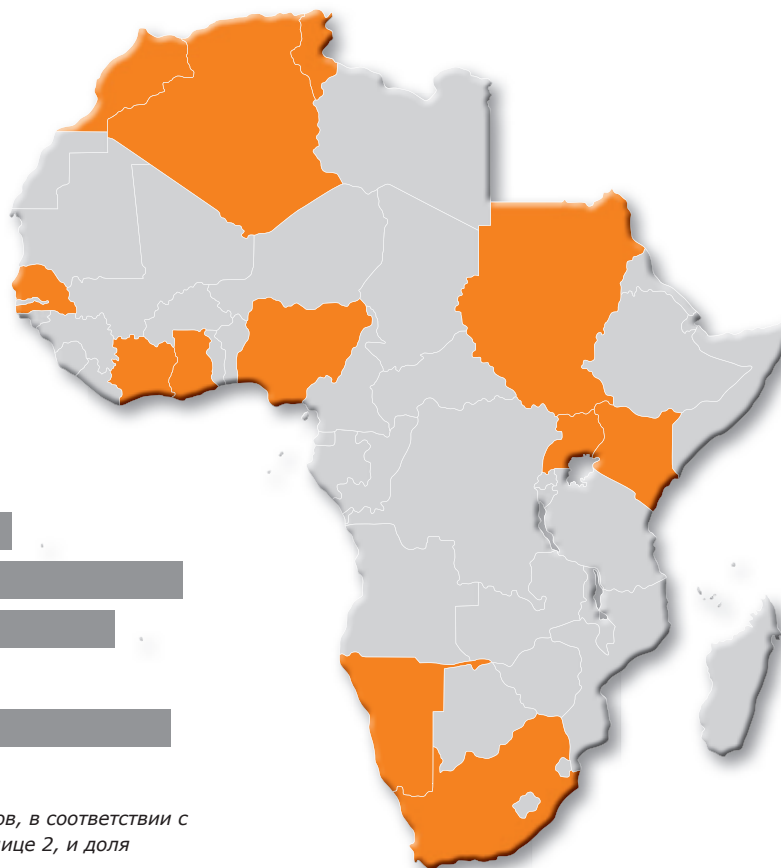 ов, в соответствии с
ице 2, и доля